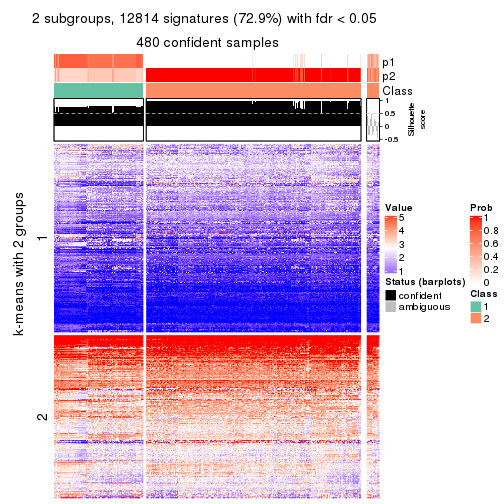 2 subgroups, 12814 signatures (72.9%) with fdr < 0.05
480 confident samples
p1
p2
Class
1
0.5
0
-0.5
Silhouette
score
k-means with 2 groups
1
2
Value
5
4
3
2
1
Status (barplots)
confident
ambiguous
Prob
1
0.8
0.6
0.4
0.2
0
Class
1
2